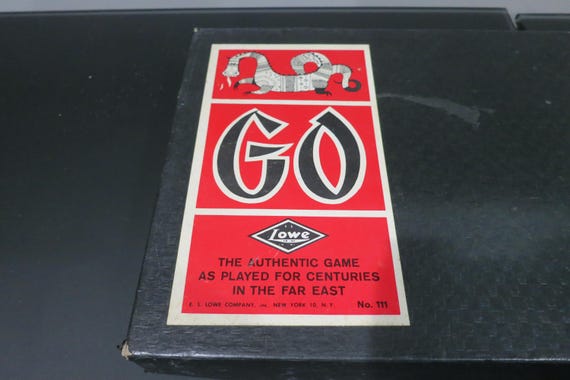 GO
Lowe
THE AUTHENTIC GAME
AS PLAYED FOR CENTURIES
IN THE FAR EAST
E. S. LOWE COMPANY, INC. NEW YORK 10, N. Y. No. 111